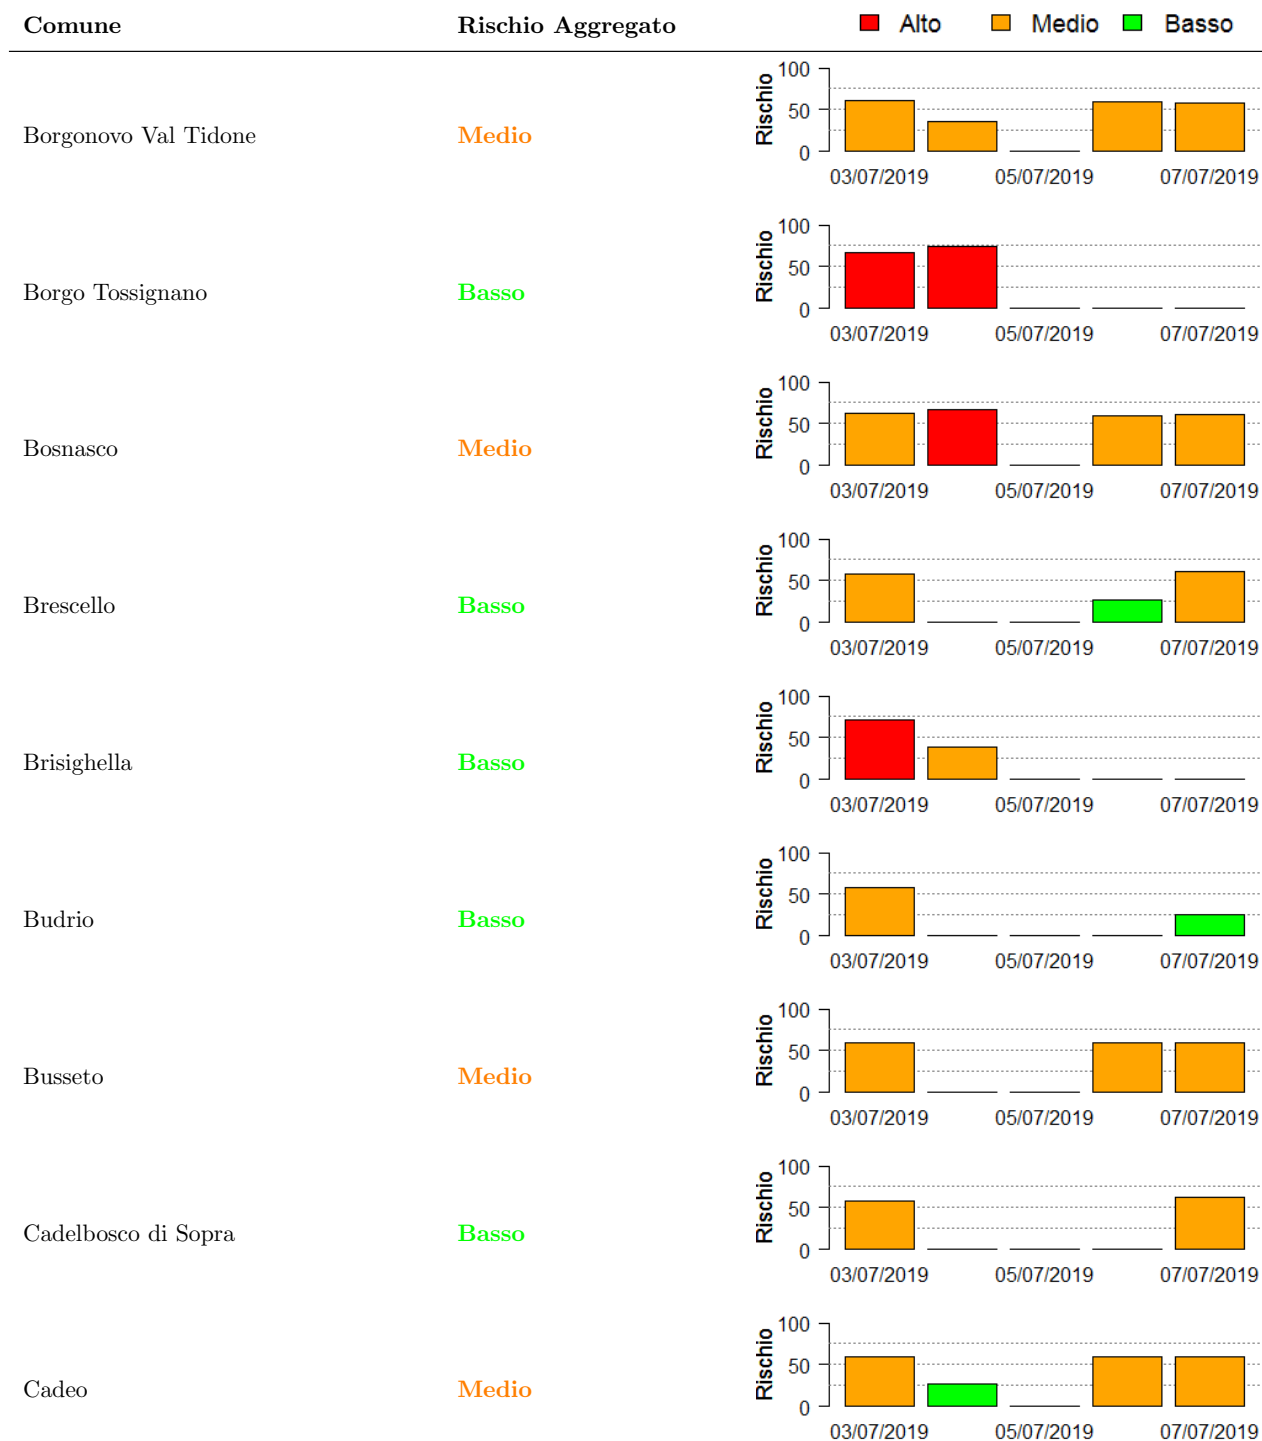 Comune Rischio Aggregato Alto Medio Basso
Borgonovo Val Tidone Medio
Rischio
100
50
0
03/07/2019 05/07/2019 07/07/2019
Borgo Tossignano Basso
Rischio
100
50
0
03/07/2019 05/07/2019 07/07/2019
Bosnasco Medio
Rischio
100
50
0
03/07/2019 05/07/2019 07/07/2019
Brescello Basso
Rischio
100
50
0
03/07/2019 05/07/2019 07/07/2019
Brisighella Basso
Rischio
100
50
0
03/07/2019 05/07/2019 07/07/2019
Budrio Basso
Rischio
100
50
0
03/07/2019 05/07/2019 07/07/2019
Busseto Medio
Rischio
100
50
0
03/07/2019 05/07/2019 07/07/2019
Cadelbosco di Sopra Basso
Rischio
100
50
0
03/07/2019 05/07/2019 07/07/2019
Cadeo Medio
Rischio
100
50
0
03/07/2019 05/07/2019 07/07/2019